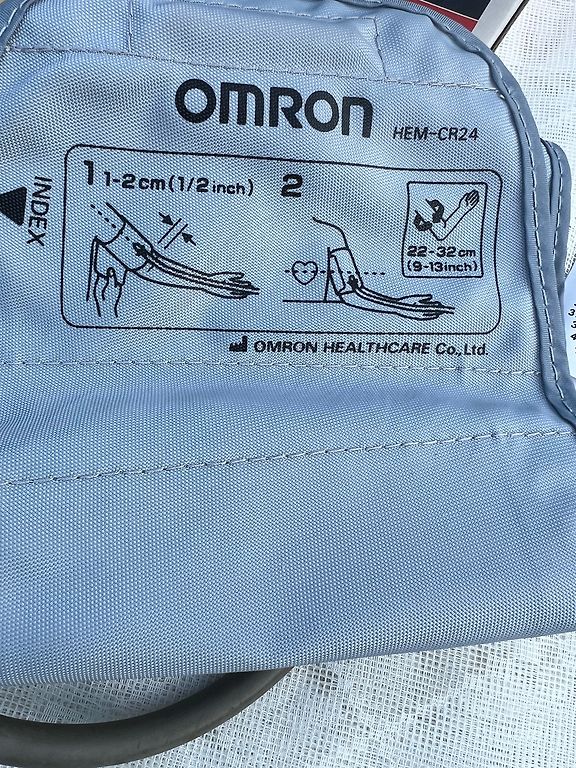 OMRON
HEM-CR24
INDEX
1 1-2cm(1/2inch)
2
22-32cm
(9-13inch)
OMRON HEALTHCARE Co.,Ltd.